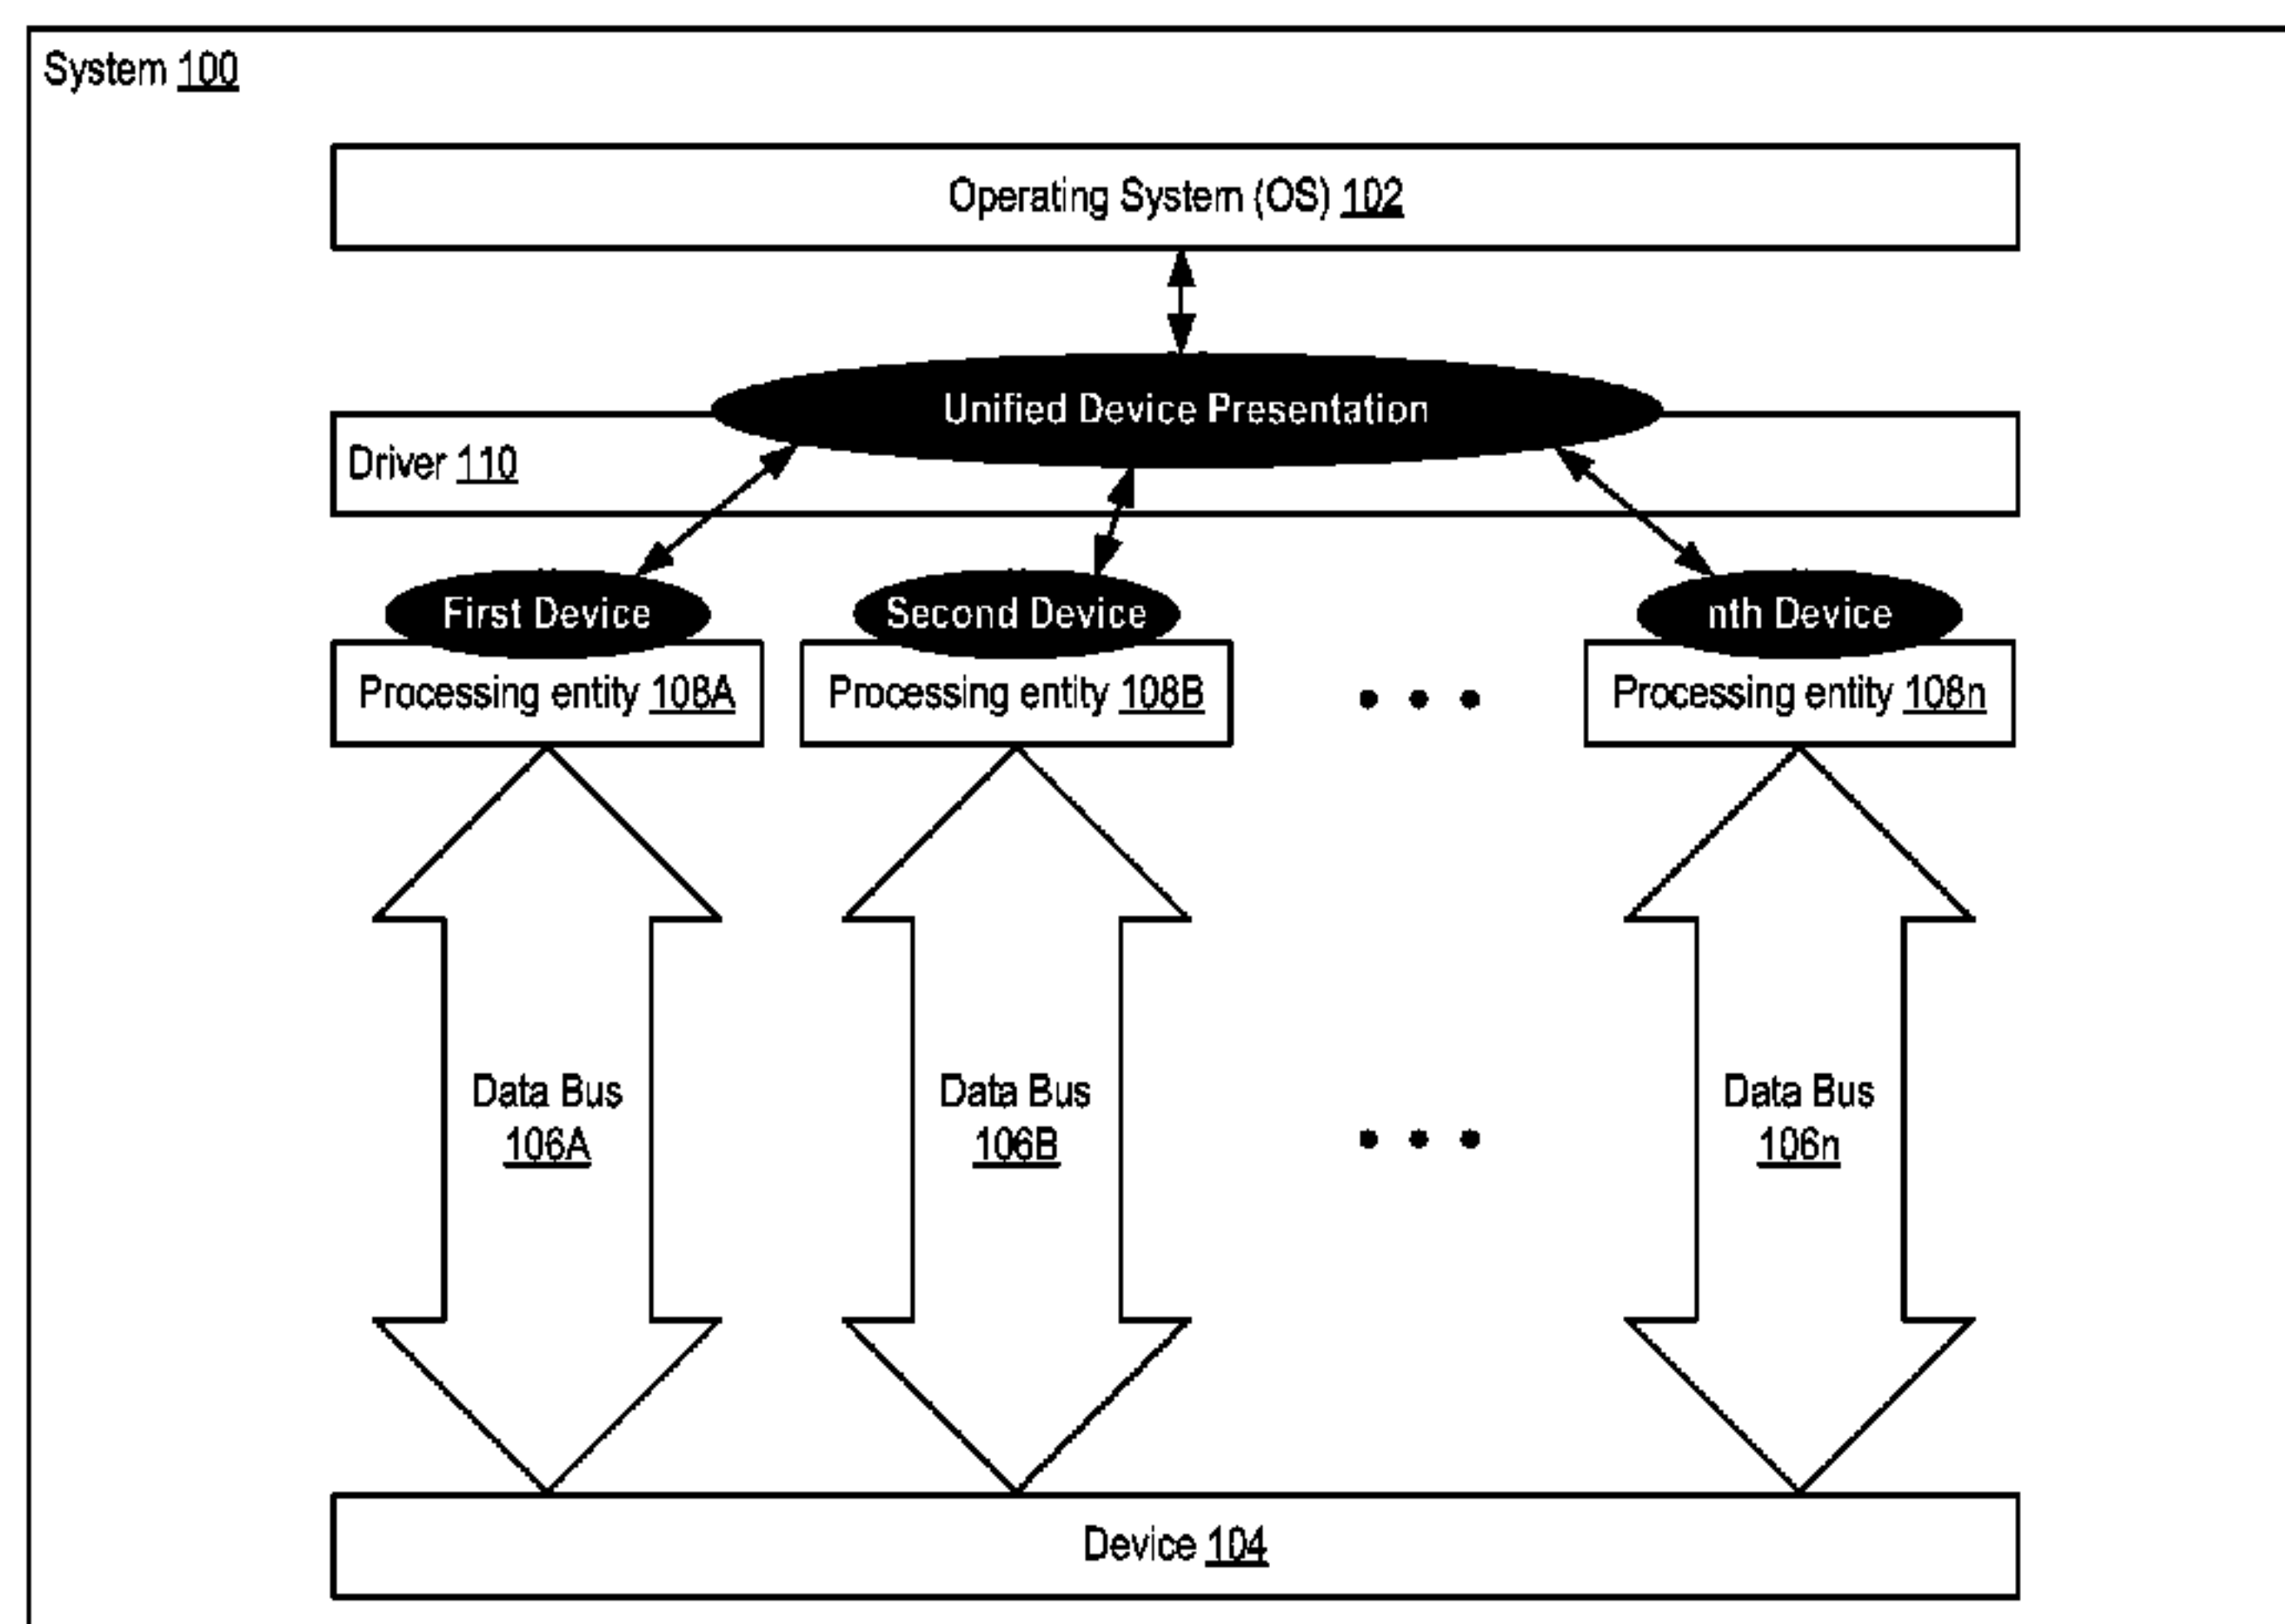 System 100
Operating System (OS) 102
Unified Device Presentation
Driver 110
First Device
Second Device
nth Device
Processing entity 108A
Processing entity 108B
Processing entity 108n
Data Bus
106A
Data Bus
106B
Data Bus
106n
Device 104